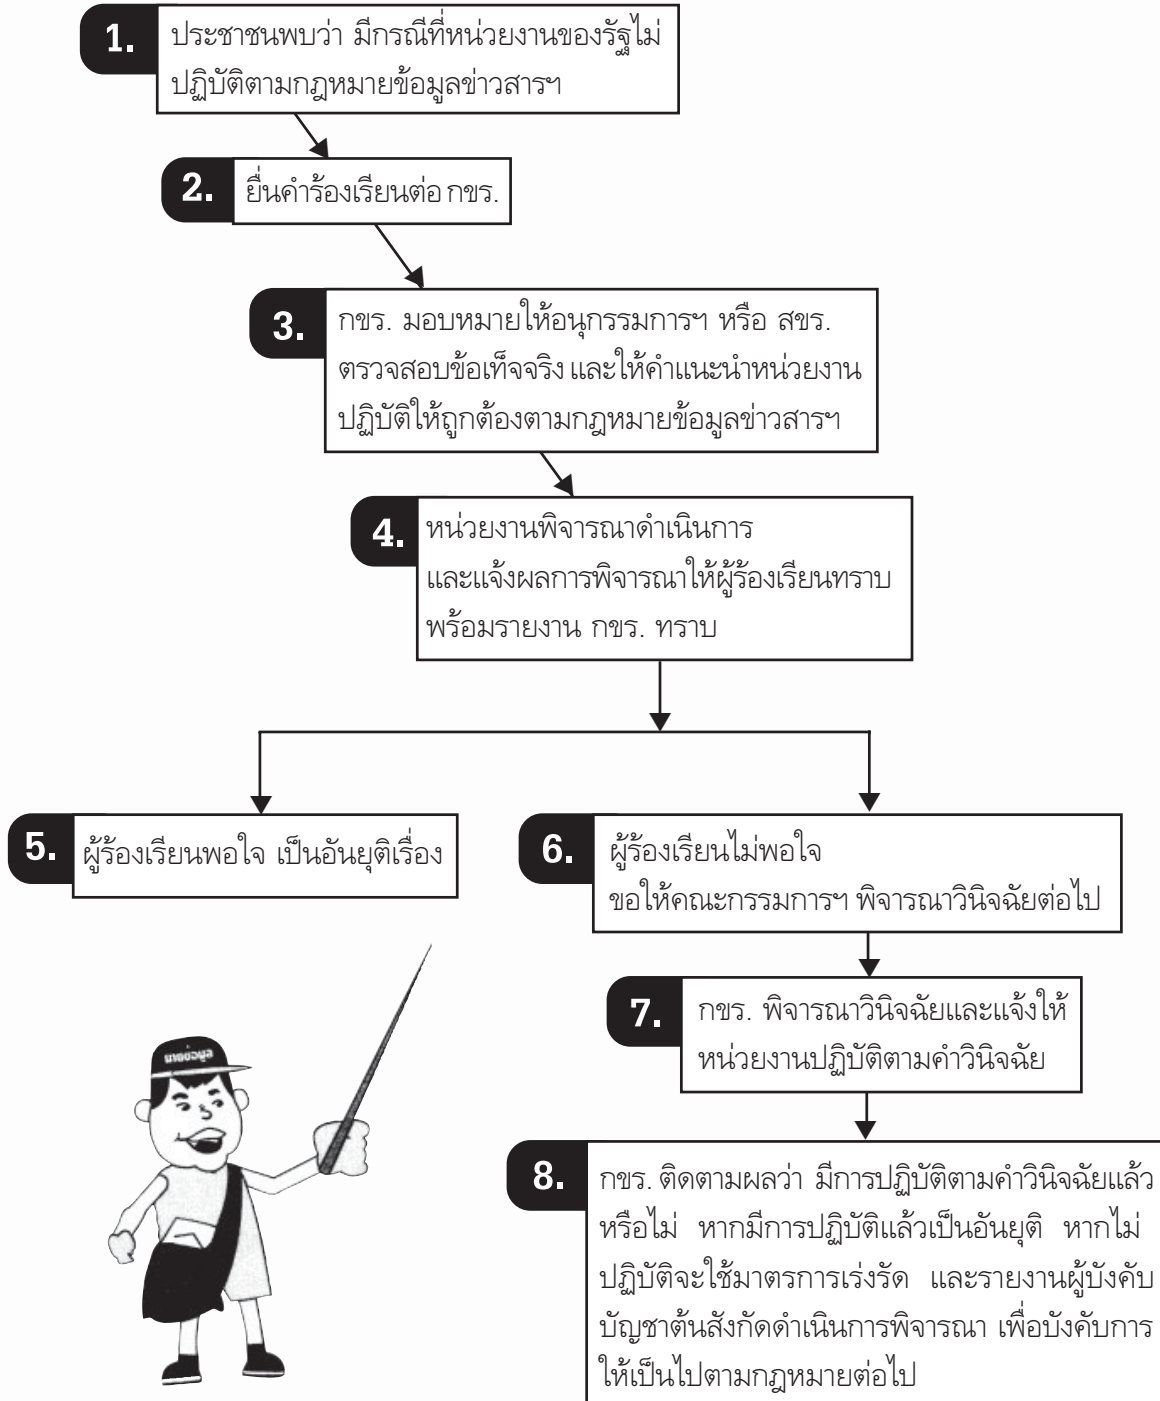 1.
ประชาชนพบว่า มีกรณีที่หน่วยงานของรัฐไม่
ปฏิบัติตามกฎหมายข้อมูลข่าวสารฯ
2.
ยื่นคำร้องเรียนต่อ กขร.
3.
กขร. มอบหมายให้อนุกรรมการฯ หรือ สขร.
ตรวจสอบข้อเท็จจริง และให้คำแนะนำหน่วยงาน
ปฏิบัติให้ถูกต้องตามกฎหมายข้อมูลข่าวสารฯ
4.
หน่วยงานพิจารณาดำเนินการ
และแจ้งผลการพิจารณาให้ผู้ร้องเรียนทราบ
พร้อมรายงาน กขร. ทราบ
5.
ผู้ร้องเรียนพอใจ เป็นอันยุติเรื่อง
6.
ผู้ร้องเรียนไม่พอใจ
ขอให้คณะกรรมการฯ พิจารณาวินิจฉัยต่อไป
7.
กขร. พิจารณาวินิจฉัยและแจ้งให้
หน่วยงานปฏิบัติตามคำวินิจฉัย
นายข้อมูล
8.
กขร. ติดตามผลว่า มีการปฏิบัติตามคำวินิจฉัยแล้ว
หรือไม่ หากมีการปฏิบัติแล้วเป็นอันยุติ หากไม่
ปฏิบัติจะใช้มาตรการเร่งรัด และรายงานผู้บังคับ
บัญชาต้นสังกัดดำเนินการพิจารณา เพื่อบังคับการ
ให้เป็นไปตามกฎหมายต่อไป